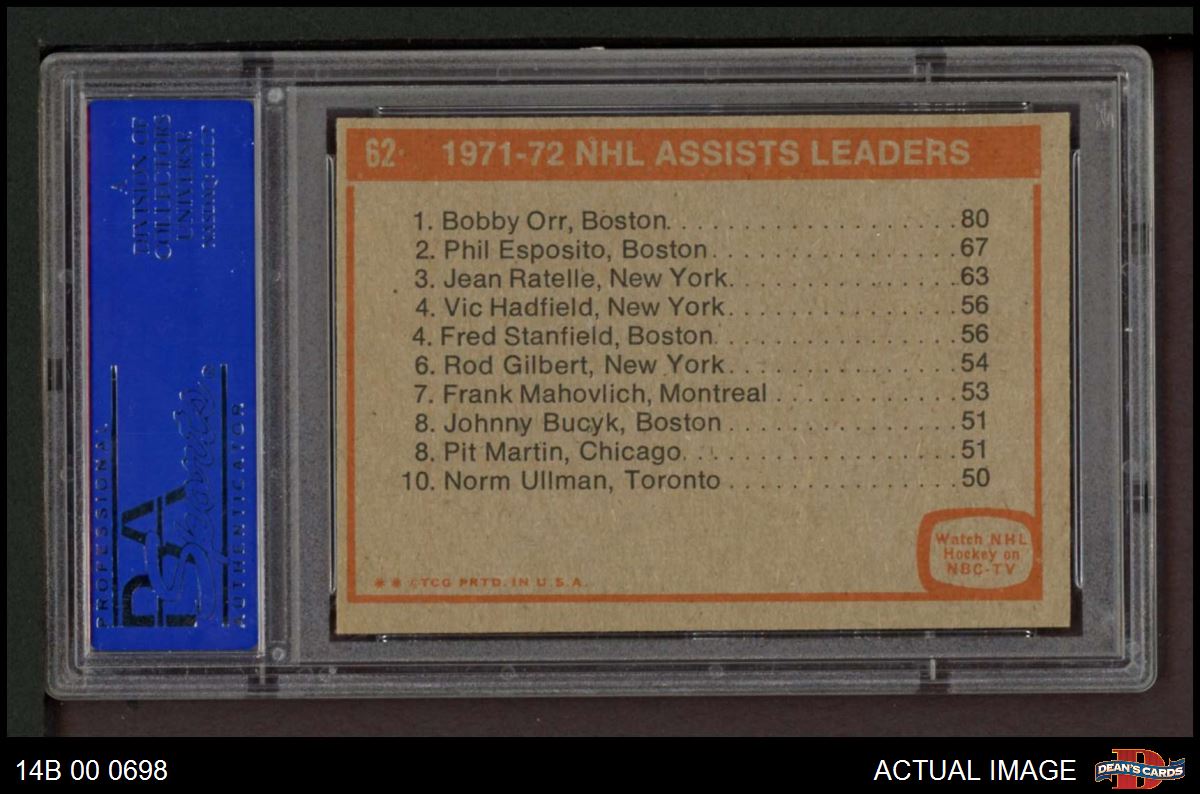 A
DIVISION OF
COLLECTORS
UNIVERSE
NASDAQ: CLCT
PROFESSIONAL
PSA
Sports
AUTHENTICATOR
62 1971-72 NHL ASSISTS LEADERS
1. Bobby Orr, Boston. . . . . . . . . . . . . . . . . . 80
2. Phil Esposito, Boston . . . . . . . . . . . . . . . . 67
3. Jean Ratelle, New York. . . . . . . . . . . . . . . 63
4. Vic Hadfield, New York . . . . . . . . . . . . . . . 56
4. Fred Stanfield, Boston. . . . . . . . . . . . . . . . 56
6. Rod Gilbert, New York. . . . . . . . . . . . . . . 54
7. Frank Mahovlich, Montreal . . . . . . . . . . . . 53
8. Johnny Bucyk, Boston . . . . . . . . . . . . . . . 51
8. Pit Martin, Chicago. . . . . . . . . . . . . . . . . . 51
10. Norm Ullman, Toronto . . . . . . . . . . . . . . . 50
Watch NHL
Hockey on
NBC-TV
* * ©TCG PRTD. IN U.S.A.
14B 00 0698
ACTUAL IMAGE
DEAN'S CARDS